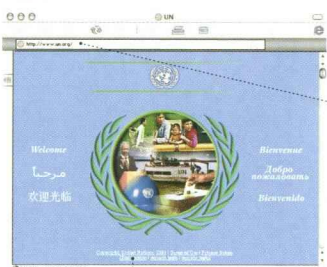 UN
http://www.un.org/
Welcome
Bienvenue
مرحباً
Добро
пожаловать
欢迎光临
Bienvenido